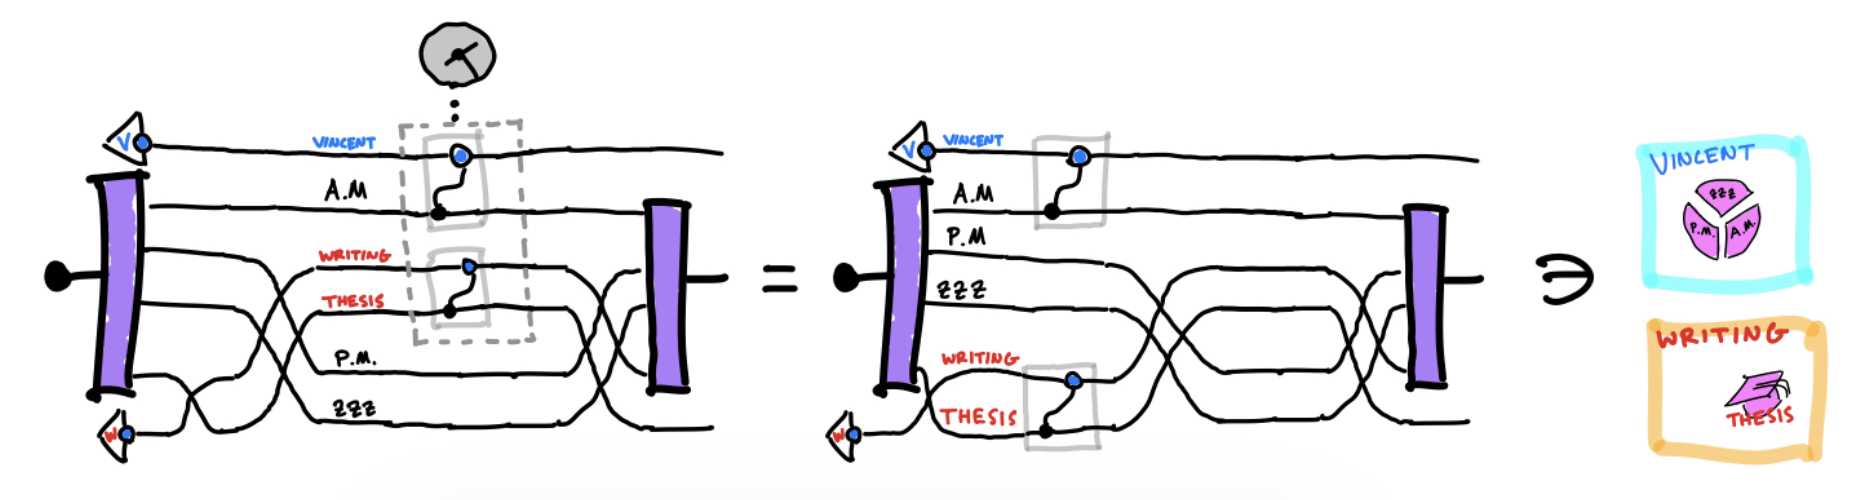 V
VINCENT
A.M
WRITING
THESIS
P.M.
ZZZ
W
=
V
VINCENT
A.M
P.M
ZZZ
WRITING
THESIS
W
∋
VINCENT
ZZZ
P.M. A.M.
WRITING
THESIS